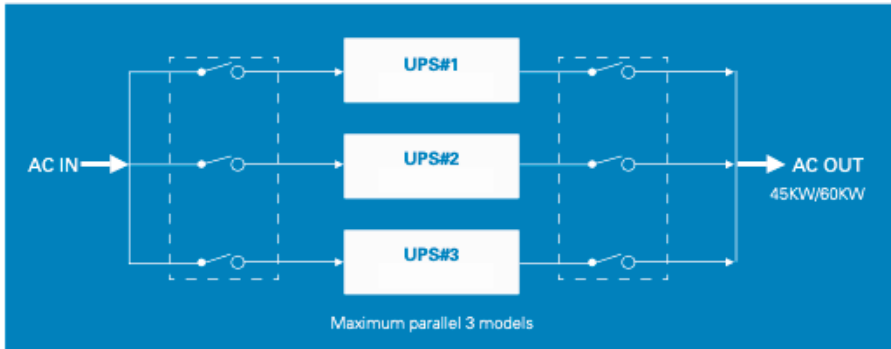 UPS#1
AC IN
UPS#2
AC OUT
45KW/60KW
UPS#3
Maximum parallel 3 models